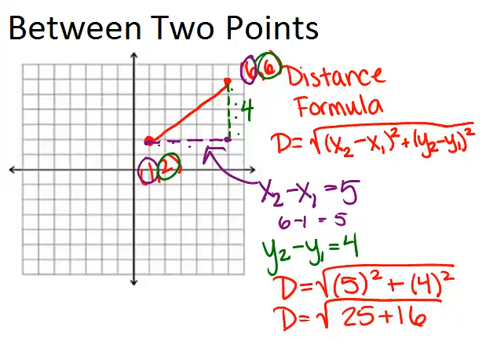 Between Two Points
(6,6)
Distance
Formula
4
D=√(x₂-x₁)²+(y₂-y₁)²
(1,2)
x₂-x₁=5
6-1=5
y₂-y₁=4
D=√(5)²+(4)²
D=√25+16